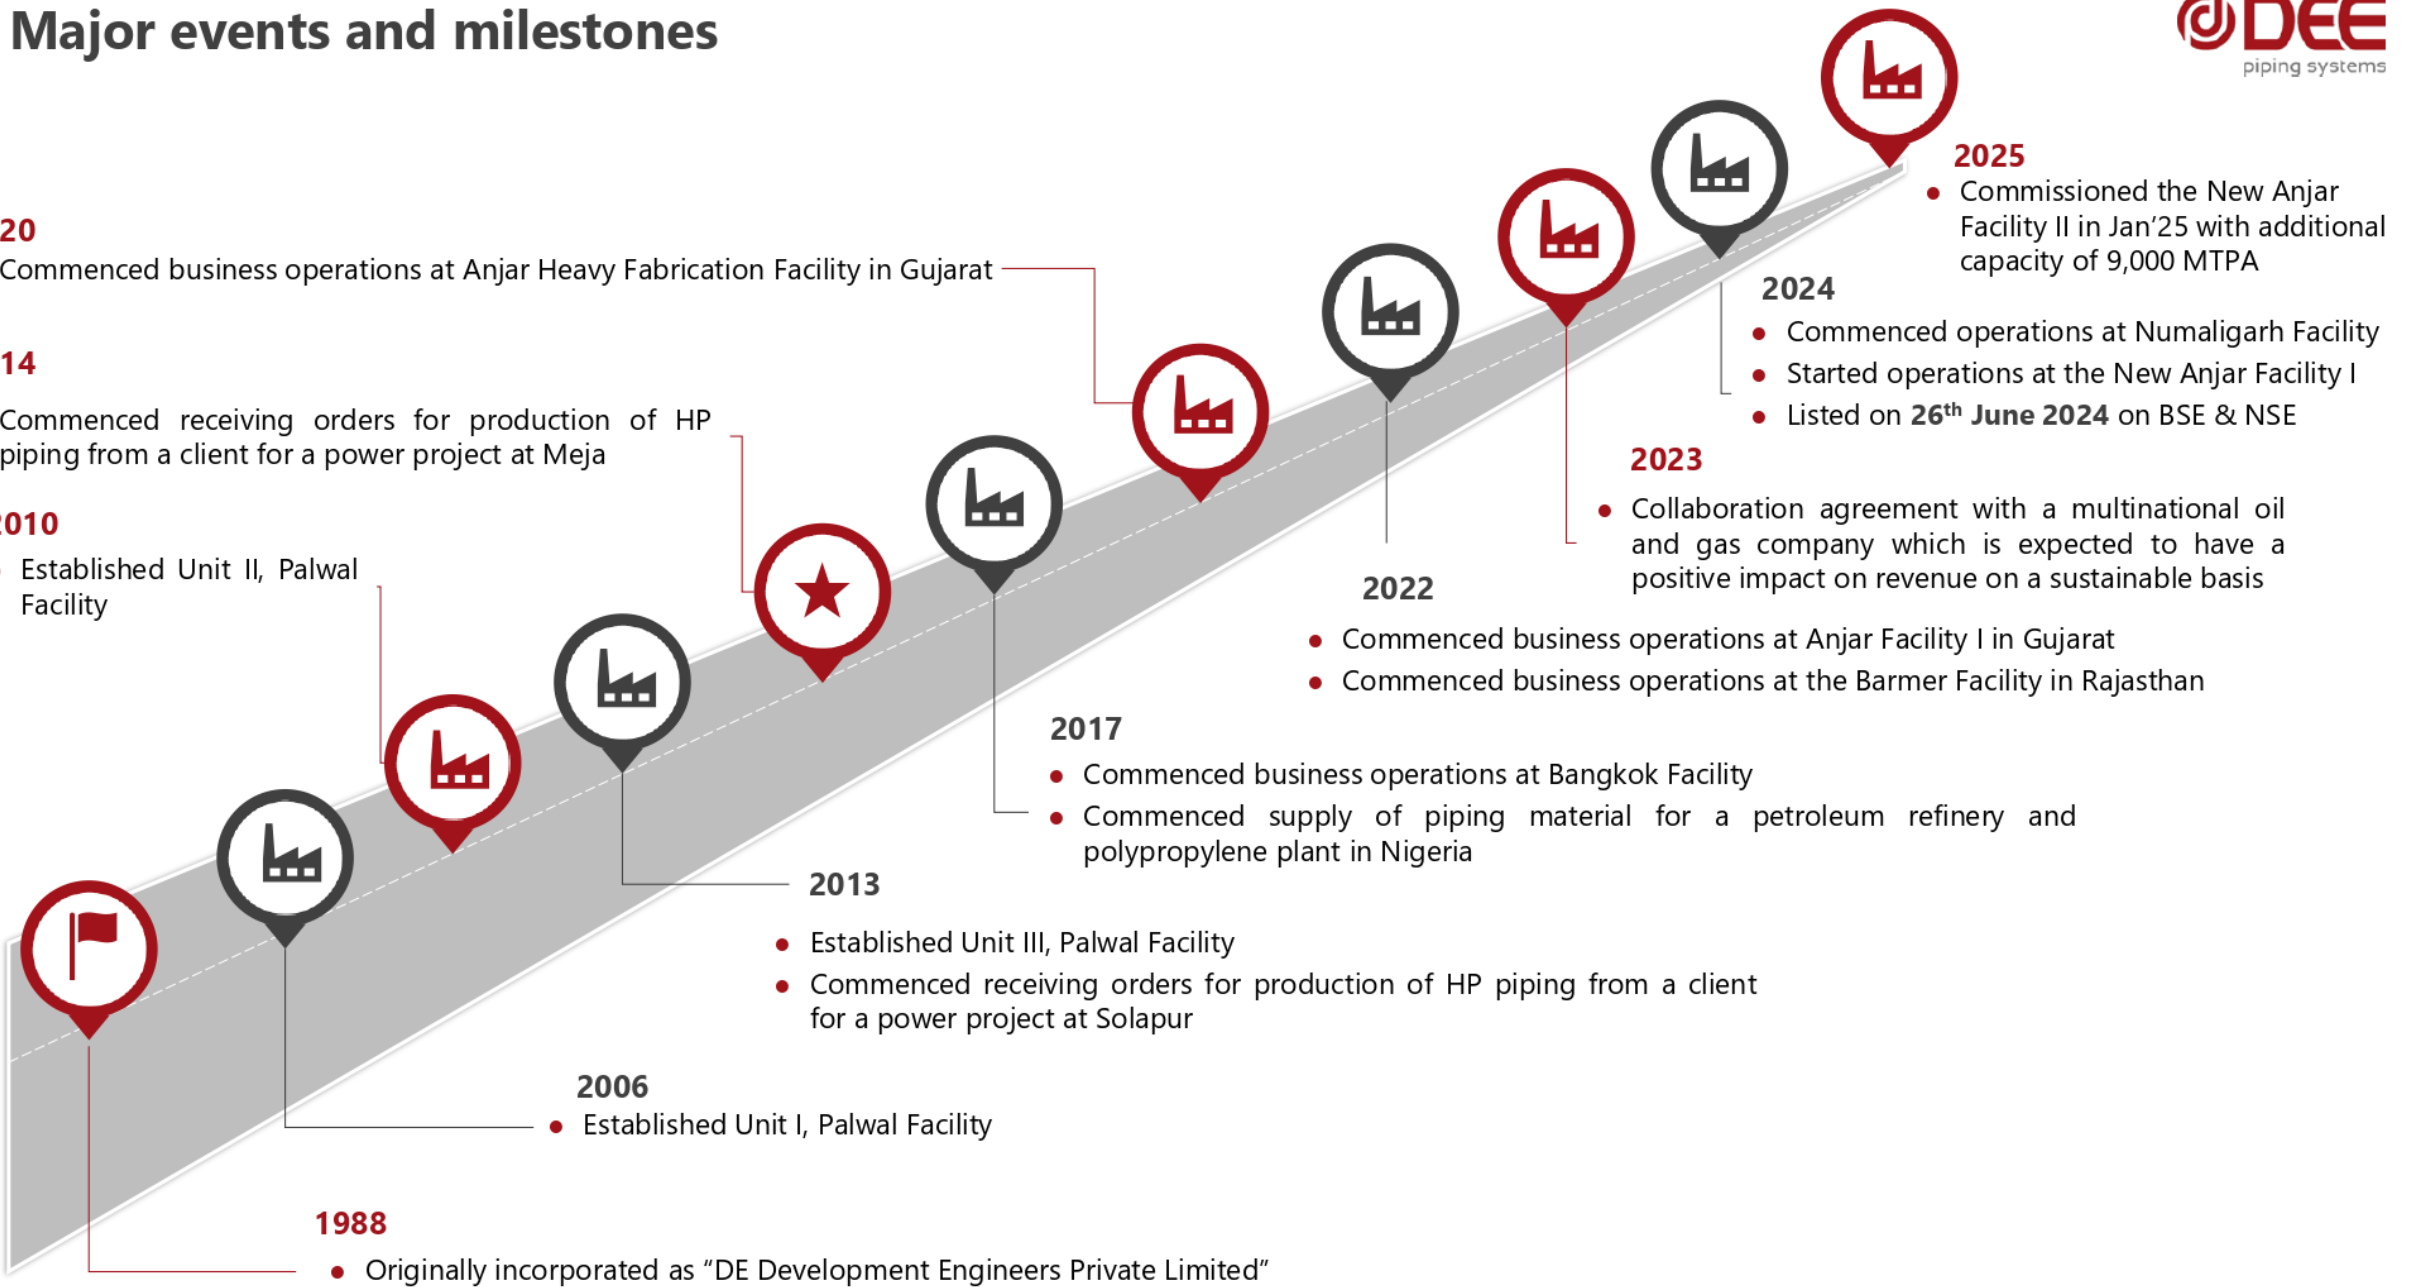 Major events and milestones
DEE
piping systems
2025
Commissioned the New Anjar
Facility II in Jan’25 with additional
capacity of 9,000 MTPA
20
Commenced business operations at Anjar Heavy Fabrication Facility in Gujarat
2024
• Commenced operations at Numaligarh Facility
• Started operations at the New Anjar Facility I
• Listed on 26th June 2024 on BSE & NSE
14
Commenced receiving orders for production of HP
piping from a client for a power project at Meja
2023
• Collaboration agreement with a multinational oil
and gas company which is expected to have a
positive impact on revenue on a sustainable basis
2010
Established Unit II, Palwal
Facility
2022
• Commenced business operations at Anjar Facility I in Gujarat
• Commenced business operations at the Barmer Facility in Rajasthan
2017
• Commenced business operations at Bangkok Facility
• Commenced supply of piping material for a petroleum refinery and
polypropylene plant in Nigeria
2013
• Established Unit III, Palwal Facility
• Commenced receiving orders for production of HP piping from a client
for a power project at Solapur
2006
• Established Unit I, Palwal Facility
1988
• Originally incorporated as “DE Development Engineers Private Limited”